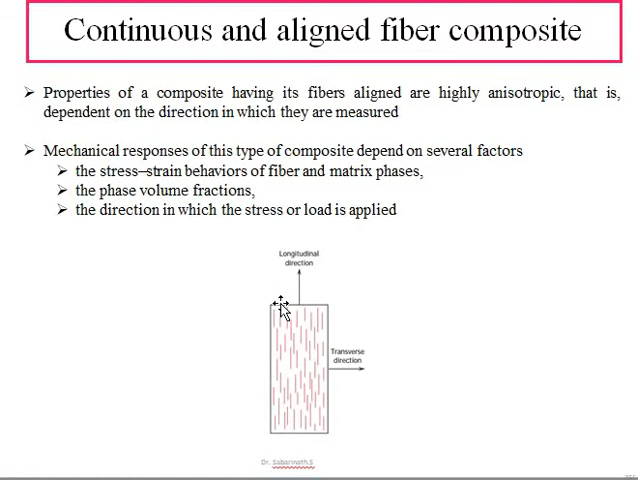 Continuous and aligned fiber composite
➢ Properties of a composite having its fibers aligned are highly anisotropic, that is,
dependent on the direction in which they are measured
➢ Mechanical responses of this type of composite depend on several factors
➢ the stress–strain behaviors of fiber and matrix phases,
➢ the phase volume fractions,
➢ the direction in which the stress or load is applied
Longitudinal
direction
Transverse
direction
Dr. Sabarinath.S